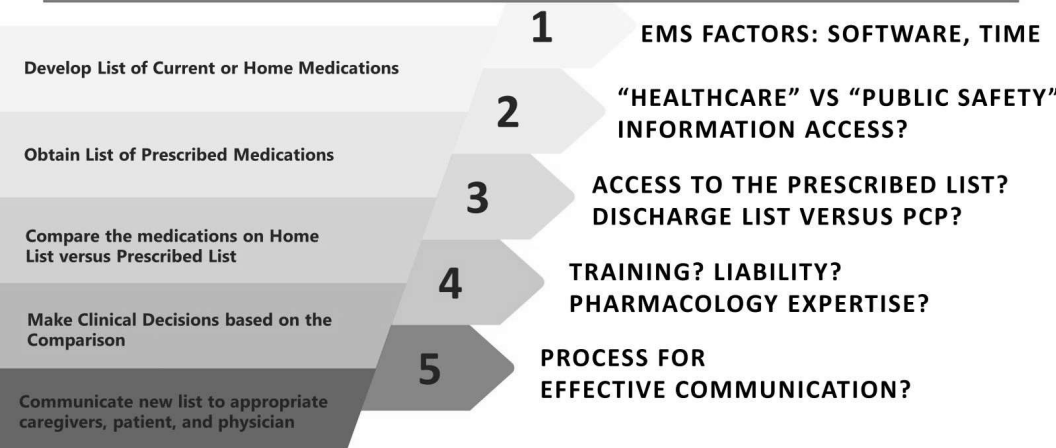 1
EMS FACTORS: SOFTWARE, TIME
Develop List of Current or Home Medications
2
“HEALTHCARE” VS “PUBLIC SAFETY”
INFORMATION ACCESS?
Obtain List of Prescribed Medications
3
ACCESS TO THE PRESCRIBED LIST?
DISCHARGE LIST VERSUS PCP?
Compare the medications on Home
List versus Prescribed List
4
TRAINING? LIABILITY?
PHARMACOLOGY EXPERTISE?
Make Clinical Decisions based on the
Comparison
5
PROCESS FOR
EFFECTIVE COMMUNICATION?
Communicate new list to appropriate
caregivers, patient, and physician